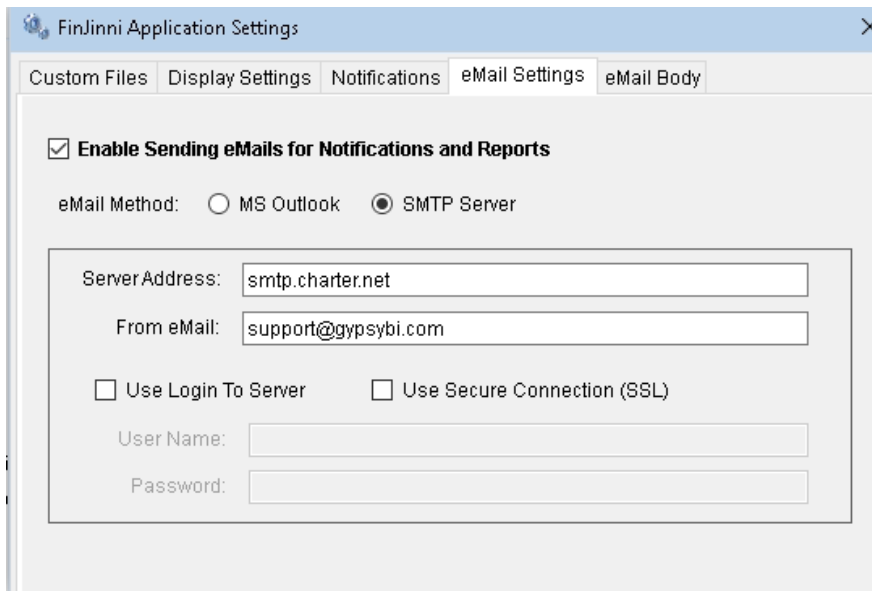 FinJinni Application Settings
Custom Files Display Settings Notifications eMail Settings eMail Body
Enable Sending eMails for Notifications and Reports
eMail Method: MS Outlook SMTP Server
Server Address: smtp.charter.net
From eMail: support@gypsybi.com
Use Login To Server Use Secure Connection (SSL)
User Name:
Password: